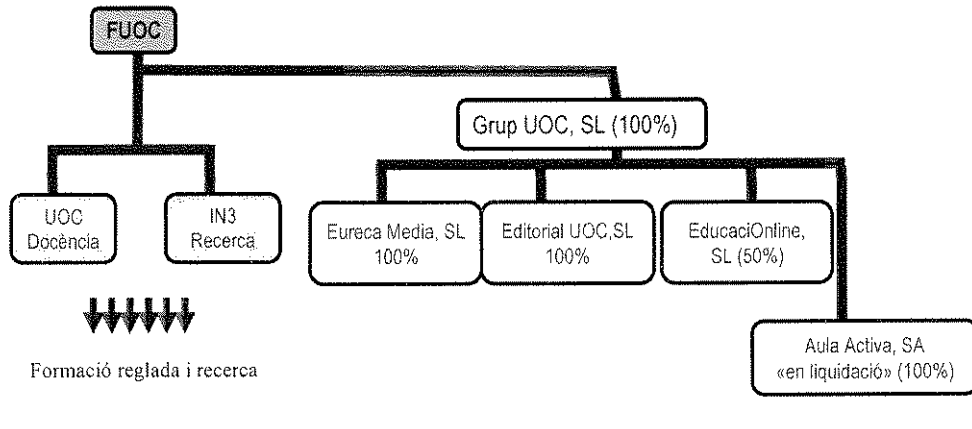 FUOC
Grup UOC, SL (100%)
UOC
Docència
IN3
Recerca
Eureca Media, SL
100%
Editorial UOC,SL
100%
EducaciOnline,
SL (50%)
Formació reglada i recerca
Aula Activa, SA
«en liquidació» (100%)